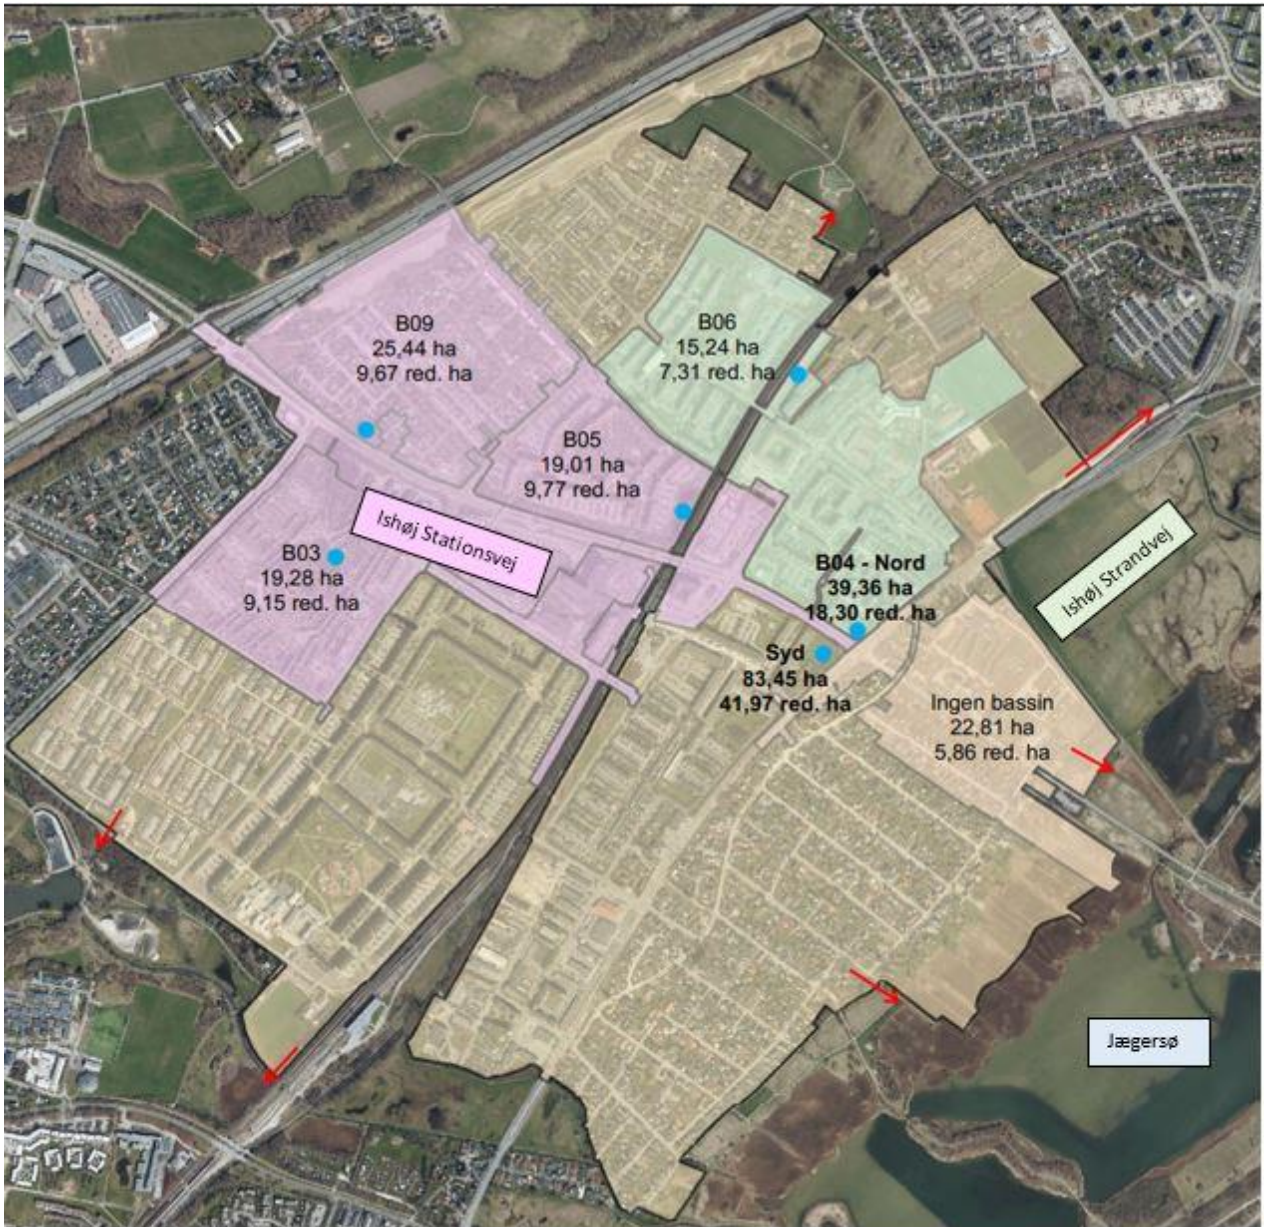 B09
25,44 ha
9,67 red. ha
B06
15,24 ha
7,31 red. ha
B05
19,01 ha
9,77 red. ha
Ishøj Stationsvej
B03
19,28 ha
9,15 red. ha
B04 - Nord
39,36 ha
18,30 red. ha
Ishøj Strandvej
Syd
83,45 ha
41,97 red. ha
Ingen bassin
22,81 ha
5,86 red. ha
Jægersø